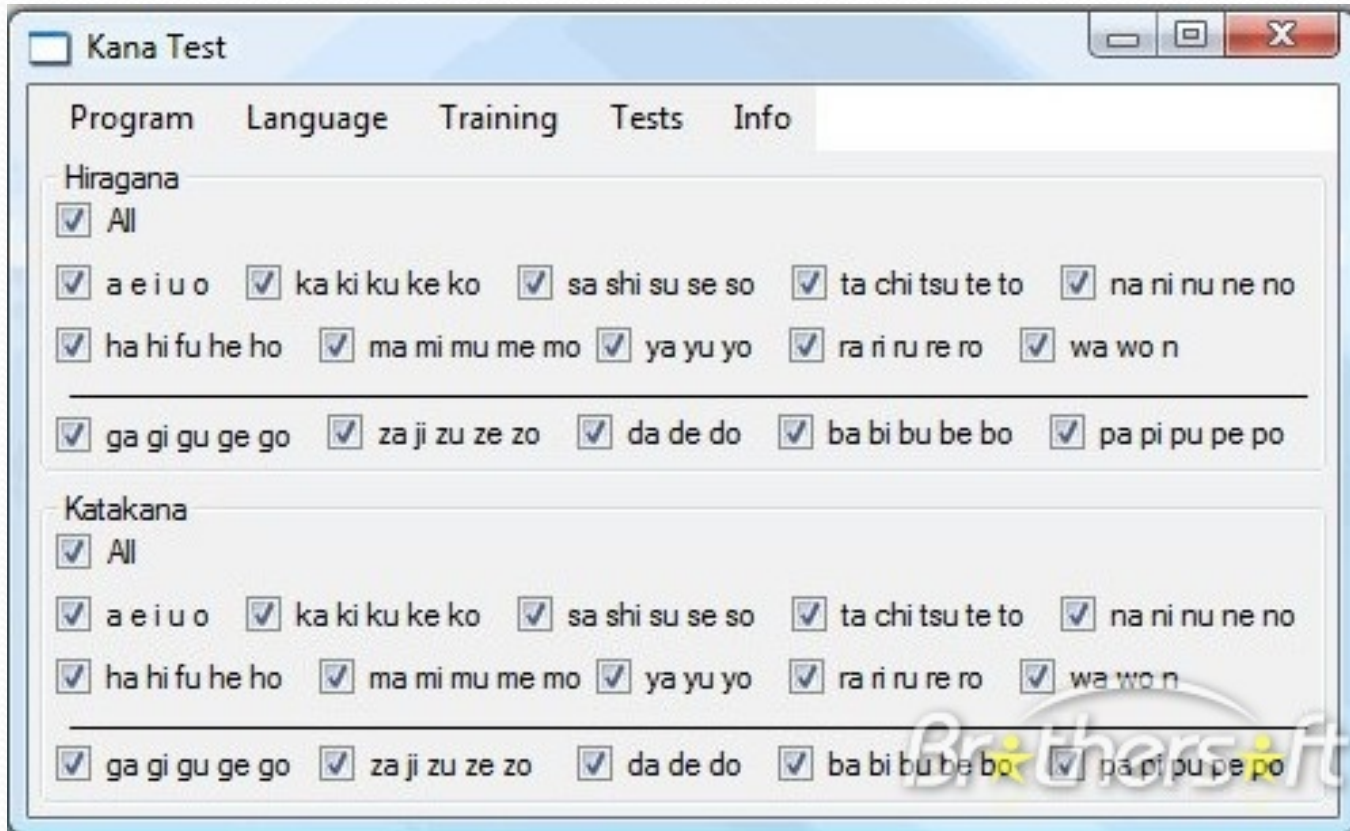 Kana Test
Program Language Training Tests Info
Hiragana
All
a e i u o ka ki ku ke ko sa shi su se so ta chi tsu te to na ni nu ne no
ha hi fu he ho ma mi mu me mo ya yu yo ra ri ru re ro wa wo n
ga gi gu ge go za ji zu ze zo da de do ba bi bu be bo pa pi pu pe po
Katakana
All
a e i u o ka ki ku ke ko sa shi su se so ta chi tsu te to na ni nu ne no
ha hi fu he ho ma mi mu me mo ya yu yo ra ri ru re ro wa wo n
ga gi gu ge go za ji zu ze zo da de do ba bi bu be bo pa pi pu pe po
Brothersoft